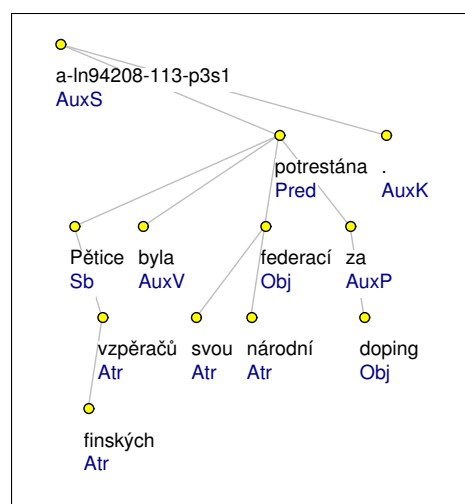 a-ln94208-113-p3s1
AuxS
potrestána .
Pred AuxK
Pětice byla federací za
Sb AuxV Obj AuxP
vzpěračů svou národní doping
Atr Atr Atr Obj
finských
Atr